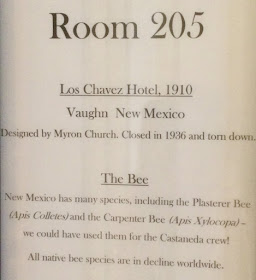 Room 205
Los Chavez Hotel, 1910
Vaughn New Mexico
Designed by Myron Church. Closed in 1936 and torn down.
The Bee
New Mexico has many species, including the Plasterer Bee
(Apis Colletes) and the Carpenter Bee (Apis Xylocopa) –
we could have used them for the Castaneda crew!
All native bee species are in decline worldwide.